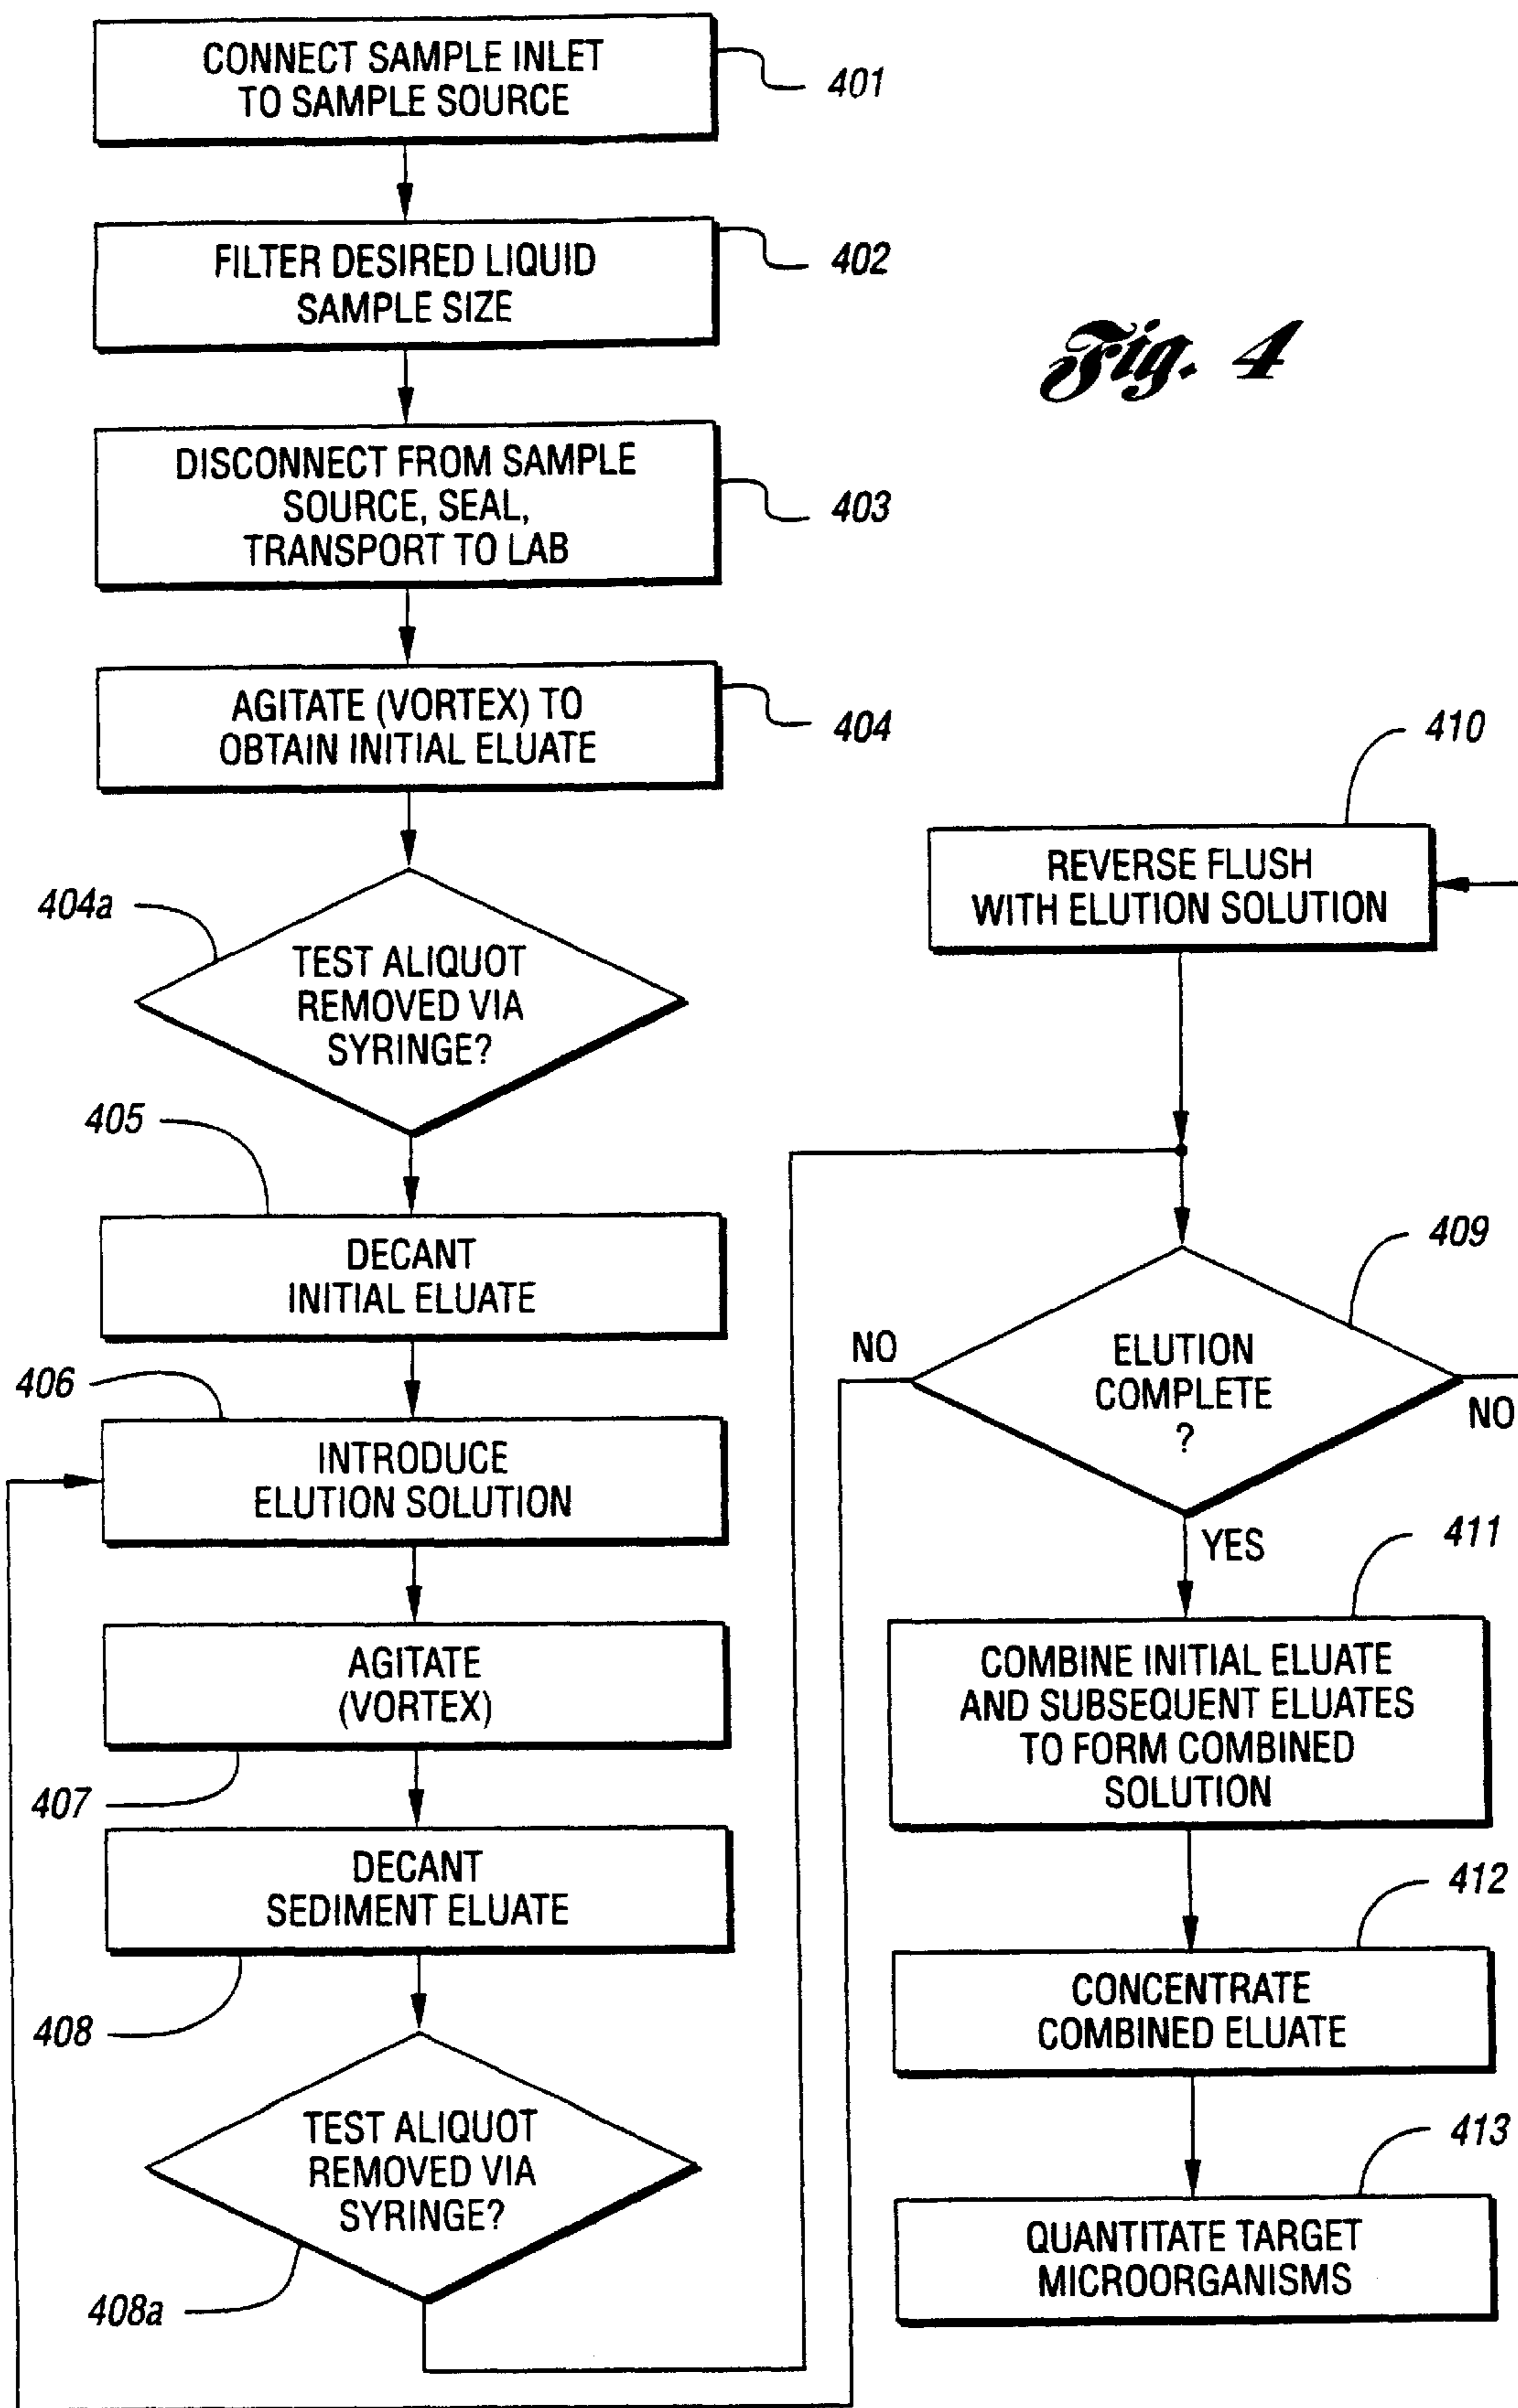 CONNECT SAMPLE INLET
TO SAMPLE SOURCE
401
FILTER DESIRED LIQUID
SAMPLE SIZE
402
Fig. 4
DISCONNECT FROM SAMPLE
SOURCE, SEAL,
TRANSPORT TO LAB
403
AGITATE (VORTEX) TO
OBTAIN INITIAL ELUATE
404
404a
TEST ALIQUOT
REMOVED VIA
SYRINGE?
405
DECANT
INITIAL ELUATE
406
INTRODUCE
ELUTION SOLUTION
AGITATE
(VORTEX)
407
DECANT
SEDIMENT ELUATE
408
TEST ALIQUOT
REMOVED VIA
SYRINGE?
408a
410
REVERSE FLUSH
WITH ELUTION SOLUTION
409
NO
ELUTION
COMPLETE
?
NO
YES
411
COMBINE INITIAL ELUATE
AND SUBSEQUENT ELUATES
TO FORM COMBINED
SOLUTION
412
CONCENTRATE
COMBINED ELUATE
413
QUANTITATE TARGET
MICROORGANISMS